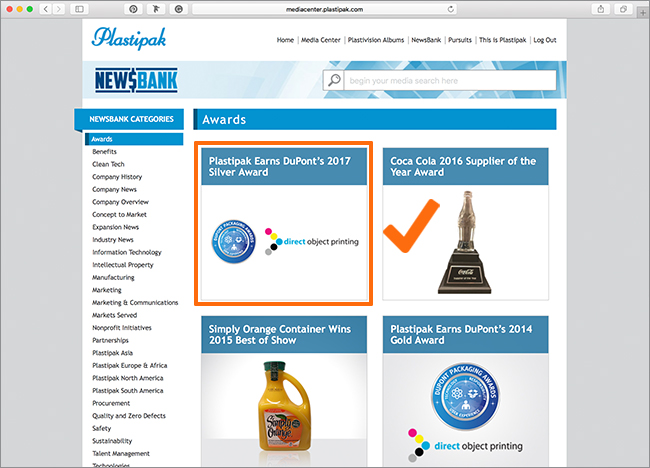 mediacenter.plastipak.com
Plastipak
Home | Media Center | Plastivision Albums | NewsBank | Pursuits | This is Plastipak | Log Out
NEW$BANK
begin your media search here
NEWSBANK CATEGORIES
Awards
Benefits
Clean Tech
Company History
Company News
Company Overview
Concept to Market
Expansion News
Industry News
Information Technology
Intellectual Property
Manufacturing
Marketing
Marketing & Communications
Markets Served
Nonprofit Initiatives
Partnerships
Plastipak Asia
Plastipak Europe & Africa
Plastipak North America
Plastipak South America
Procurement
Quality and Zero Defects
Safety
Sustainability
Talent Management
Technologies
Awards
Plastipak Earns DuPont's 2017
Silver Award
DUPONT PACKAGING AWARDS
direct object printing
Coca Cola 2016 Supplier of the
Year Award
Coca-Cola
Simply Orange Container Wins
2015 Best of Show
Simply
Orange
Plastipak Earns DuPont's 2014
Gold Award
DUPONT PACKAGING AWARDS
direct object printing